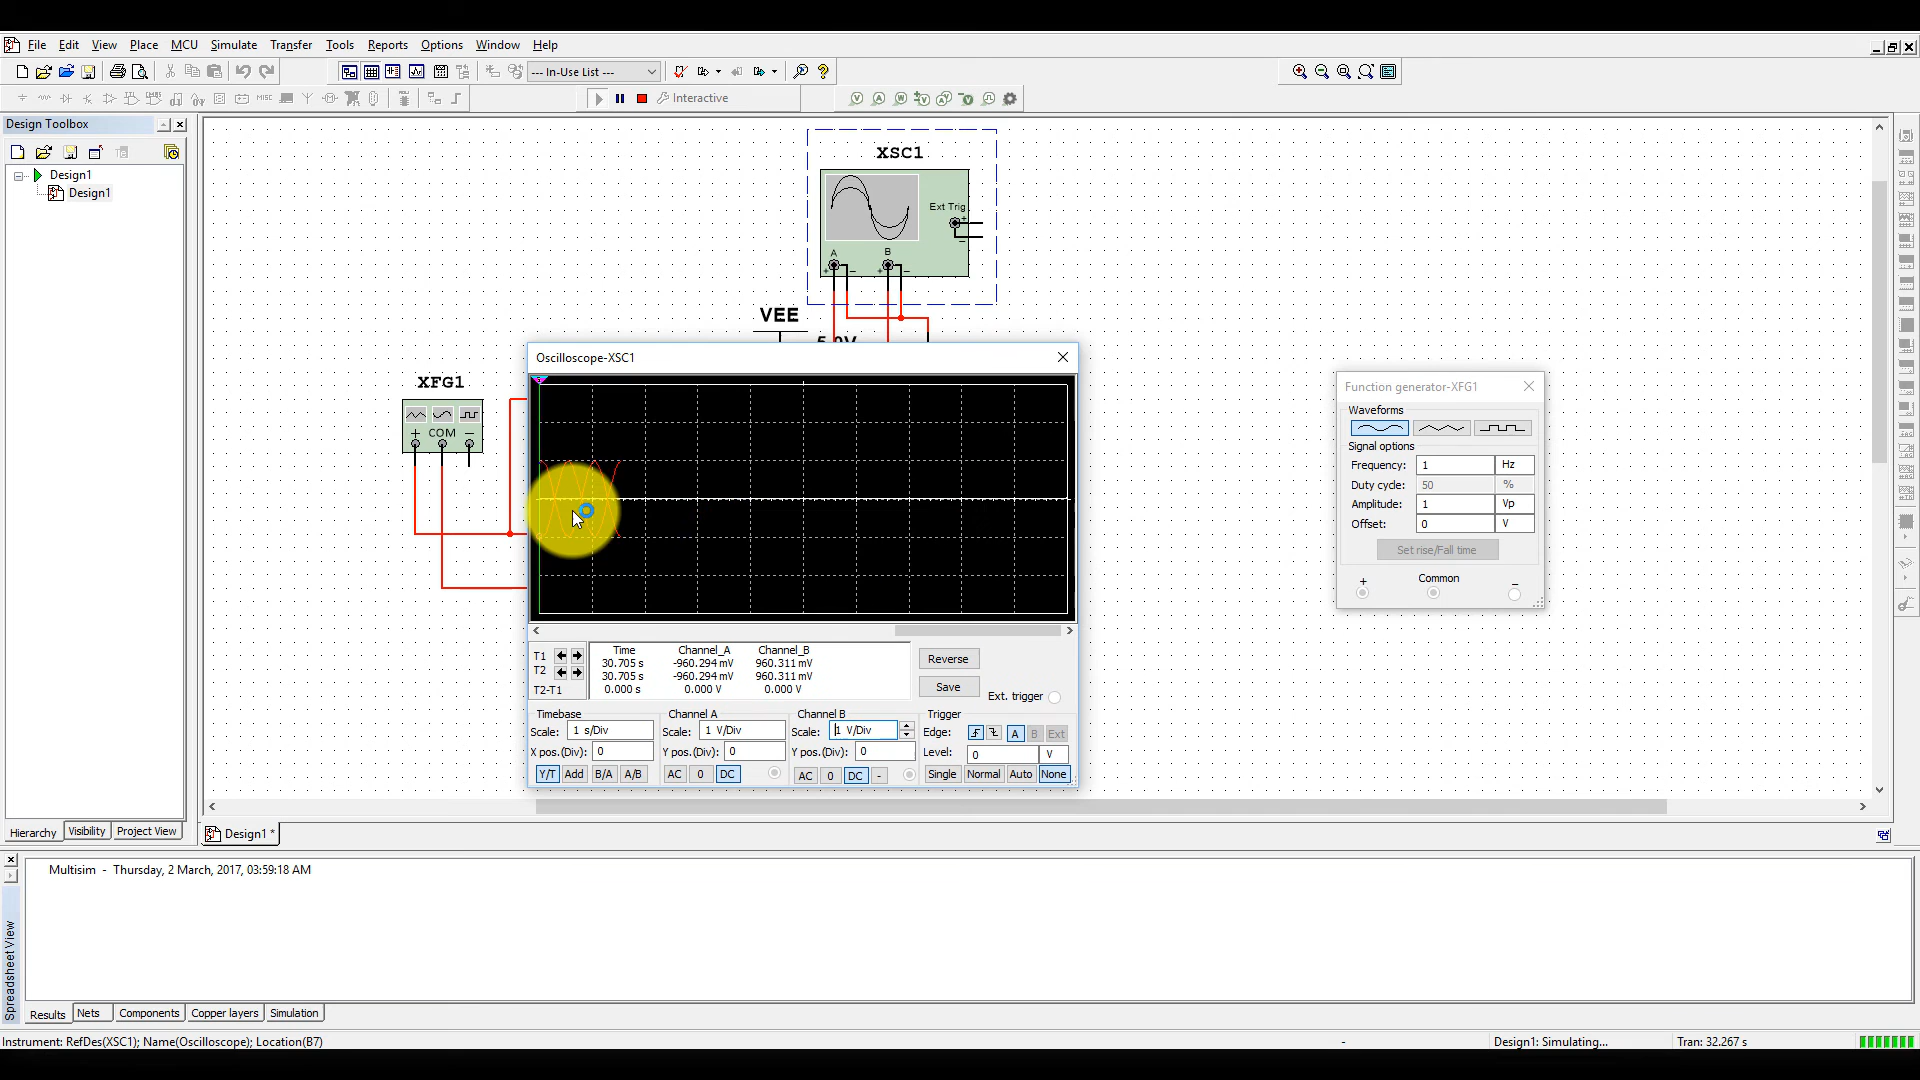 File Edit View Place MCU Simulate Transfer Tools Reports Options Window Help
--- In-Use List ---
MISC
Interactive
Design Toolbox
Design1
Design1
XSC1
Ext Trig
A B
VEE
XFG1
COM
Oscilloscope-XSC1
T1
T2
T2-T1
Time Channel_A Channel_B
30.705 s -960.294 mV 960.311 mV
30.705 s -960.294 mV 960.311 mV
0.000 s 0.000 V 0.000 V
Reverse
Save
Ext. trigger
Timebase
Scale: 1 s/Div
X pos.(Div): 0
Y/T Add B/A A/B
Channel A
Scale: 1 V/Div
Y pos.(Div): 0
AC 0 DC
Channel B
Scale: 1 V/Div
Y pos.(Div): 0
AC 0 DC -
Trigger
Edge: A B Ext
Level: 0 V
Single Normal Auto None
Function generator-XFG1
Waveforms
Signal options
Frequency: 1 Hz
Duty cycle: 50 %
Amplitude: 1 Vp
Offset: 0 V
Set rise/Fall time
+ Common −
Hierarchy Visibility Project View
Design1 *
Multisim - Thursday, 2 March, 2017, 03:59:18 AM
Spreadsheet View
Results Nets Components Copper layers Simulation
Instrument: RefDes(XSC1); Name(Oscilloscope); Location(B7)
-
Design1: Simulating...
Tran: 32.267 s